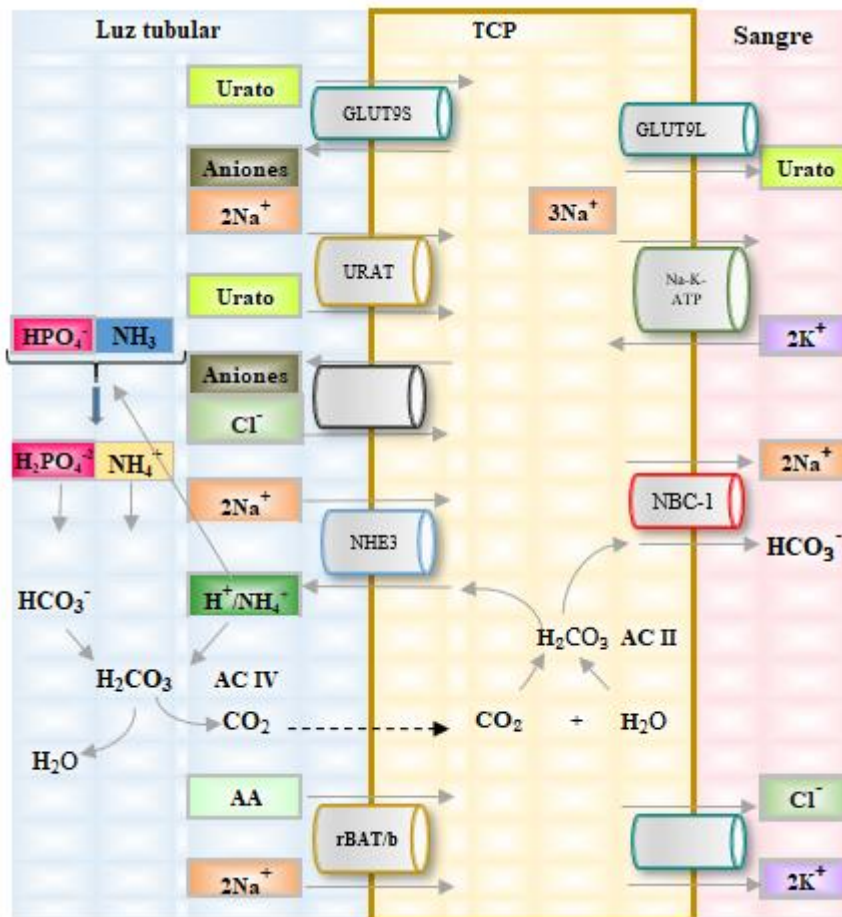 Luz tubular
TCP
Sangre
Urato
GLUT9S
GLUT9L
Aniones
Urato
2Na⁺
3Na⁺
URAT
Na-K-
ATP
Urato
HPO₄⁻ NH₃
2K⁺
Aniones
Cl⁻
H₂PO₄⁻² NH₄⁺
2Na⁺
2Na⁺
NBC-1
NHE3
HCO₃⁻
HCO₃⁻
H⁺/NH₄⁺
H₂CO₃ AC II
H₂CO₃ AC IV
CO₂
CO₂ + H₂O
H₂O
AA
Cl⁻
rBAT/b
2Na⁺
2K⁺